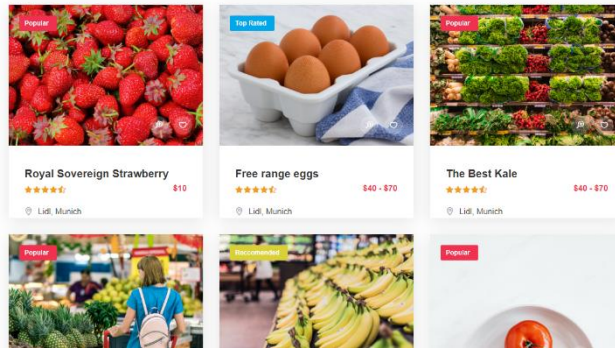 Popular
Top Rated
Popular
Royal Sovereign Strawberry
$10
Lidl, Munich
Free range eggs
$40 - $70
Lidl, Munich
The Best Kale
$40 - $70
Lidl, Munich
Popular
Reccomended
Popular